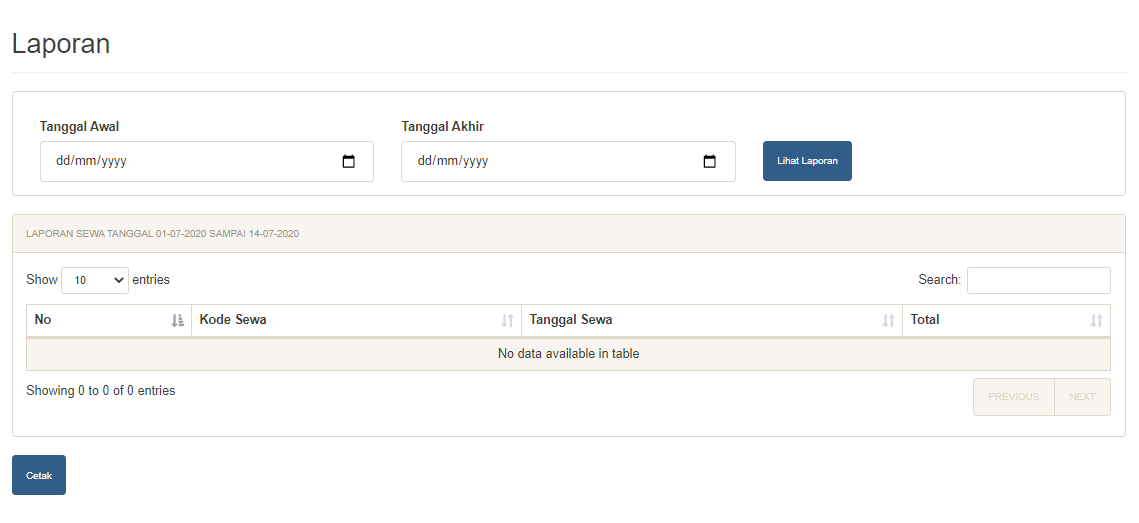 Laporan
Tanggal Awal Tanggal Akhir
dd/mm/yyyy dd/mm/yyyy Lihat Laporan
LAPORAN SEWA TANGGAL 01-07-2020 SAMPAI 14-07-2020
Show 10 entries Search:
No Kode Sewa Tanggal Sewa Total
No data available in table
Showing 0 to 0 of 0 entries
PREVIOUS NEXT
Cetak